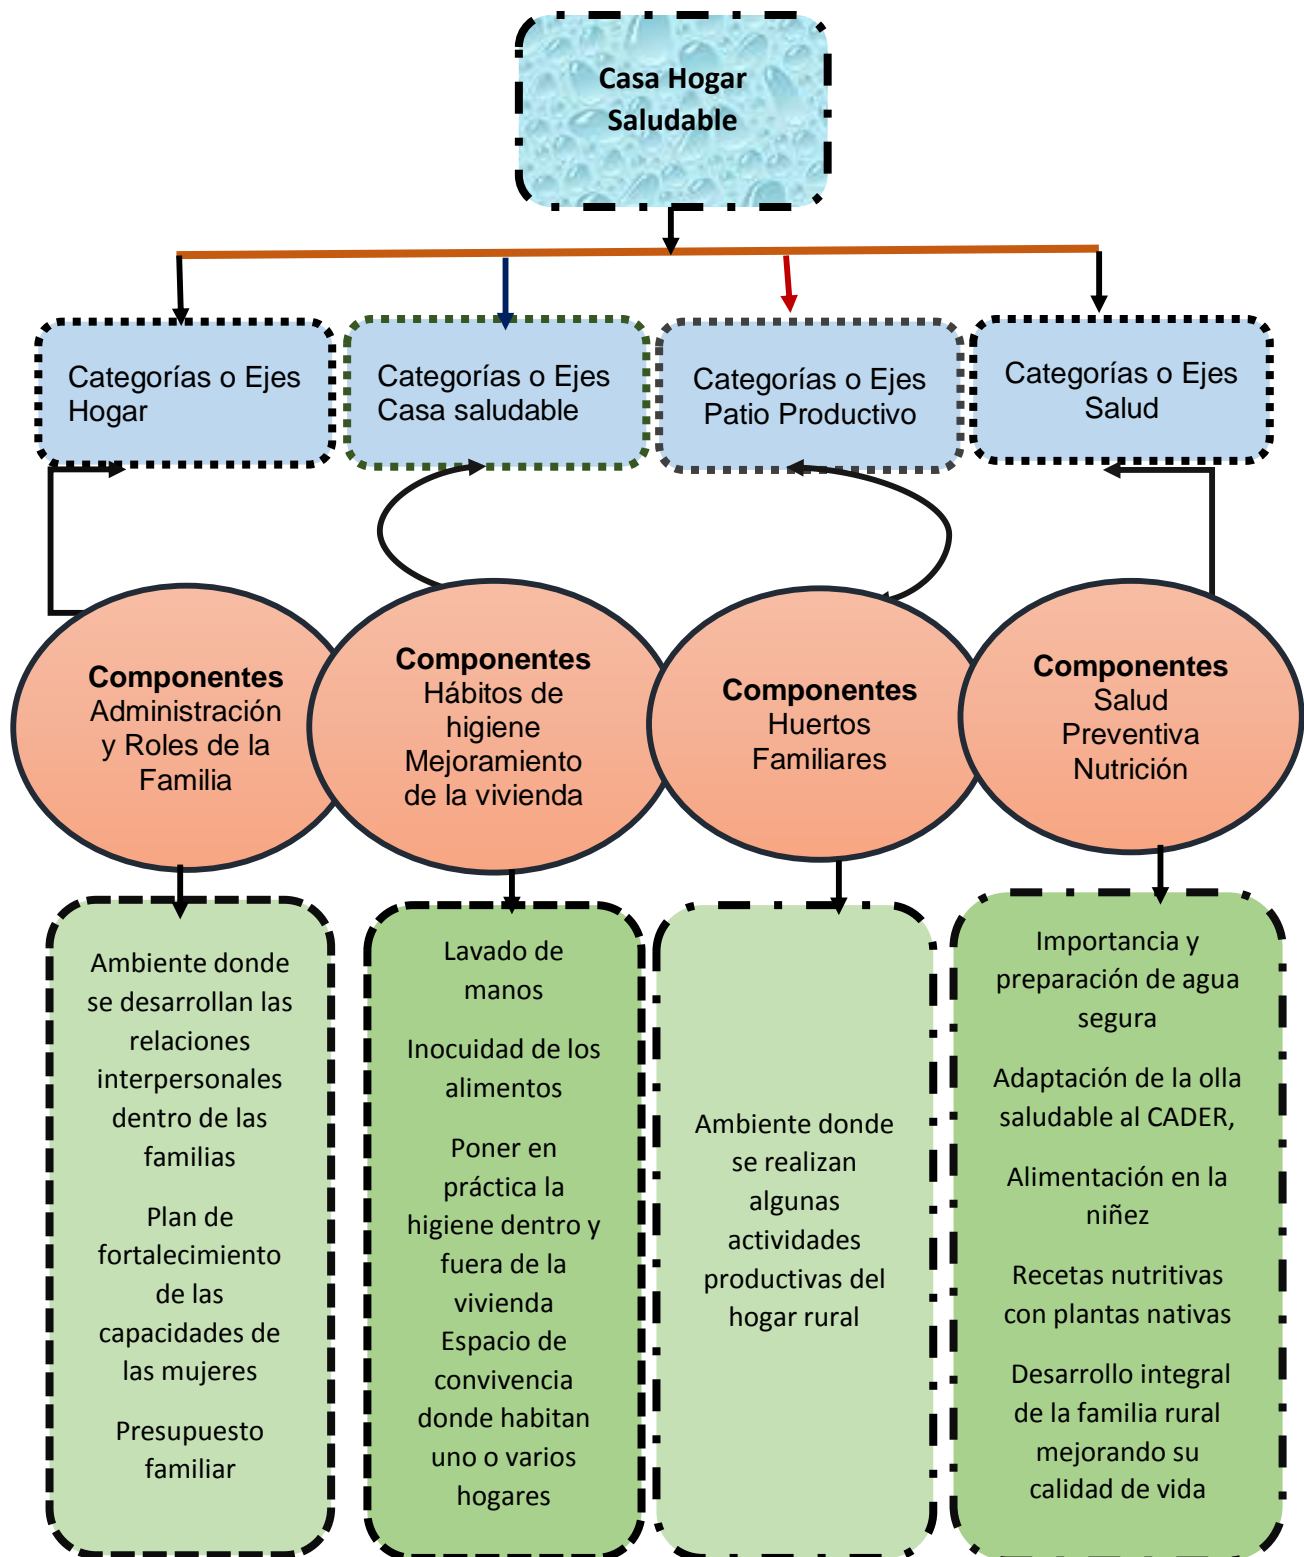 Casa Hogar
Saludable
Categorías o Ejes
Hogar
Categorías o Ejes
Casa saludable
Categorías o Ejes
Patio Productivo
Categorías o Ejes
Salud
Componentes
Administración
y Roles de la
Familia
Componentes
Hábitos de
higiene
Mejoramiento
de la vivienda
Componentes
Huertos
Familiares
Componentes
Salud
Preventiva
Nutrición
Ambiente donde
se desarrollan las
relaciones
interpersonales
dentro de las
familias
Plan de
fortalecimiento
de las
capacidades de
las mujeres
Presupuesto
familiar
Lavado de
manos
Inocuidad de los
alimentos
Poner en
práctica la
higiene dentro y
fuera de la
vivienda
Espacio de
convivencia
donde habitan
uno o varios
hogares
Ambiente donde
se realizan
algunas
actividades
productivas del
hogar rural
Importancia y
preparación de agua
segura
Adaptación de la olla
saludable al CADER,
Alimentación en la
niñez
Recetas nutritivas
con plantas nativas
Desarrollo integral
de la familia rural
mejorando su
calidad de vida